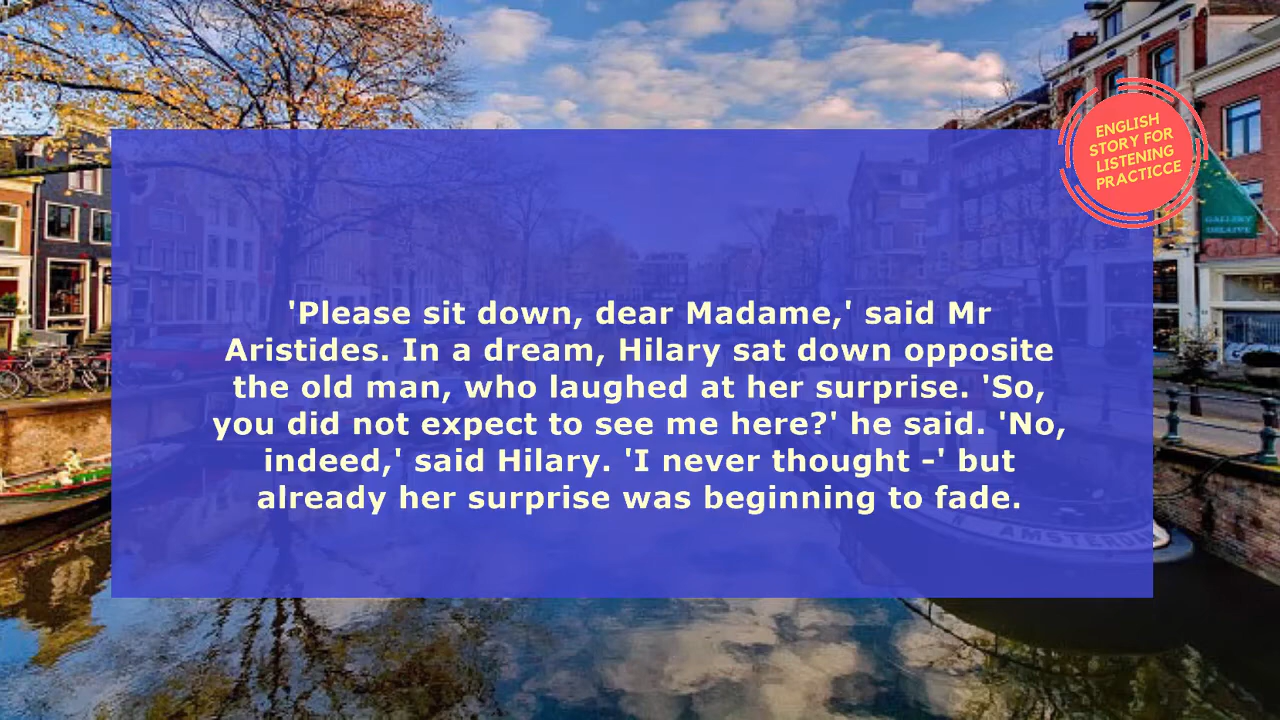 ENGLISH
STORY FOR
LISTENING
PRACTICCE
GALLERY
'Please sit down, dear Madame,' said Mr
Aristides. In a dream, Hilary sat down opposite
the old man, who laughed at her surprise. 'So,
you did not expect to see me here?' he said. 'No,
indeed,' said Hilary. 'I never thought -' but
already her surprise was beginning to fade.
AMSTERDAM